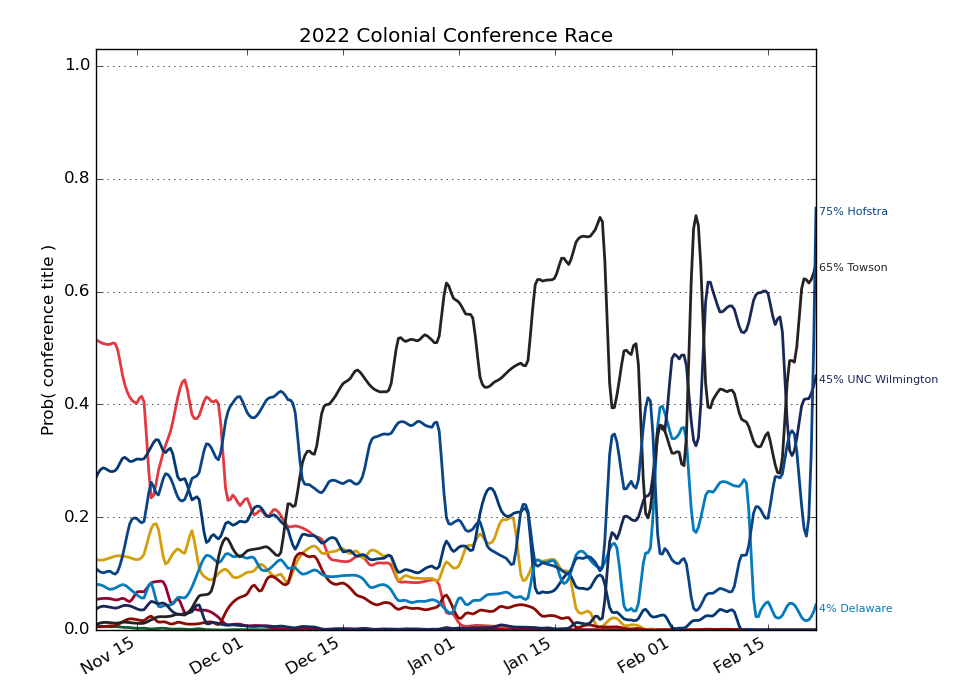 2022 Colonial Conference Race
1.0
0.8
0.6
0.4
0.2
0.0
Prob( conference title )
75% Hofstra
65% Towson
45% UNC Wilmington
4% Delaware
Nov 15
Dec 01
Dec 15
Jan 01
Jan 15
Feb 01
Feb 15